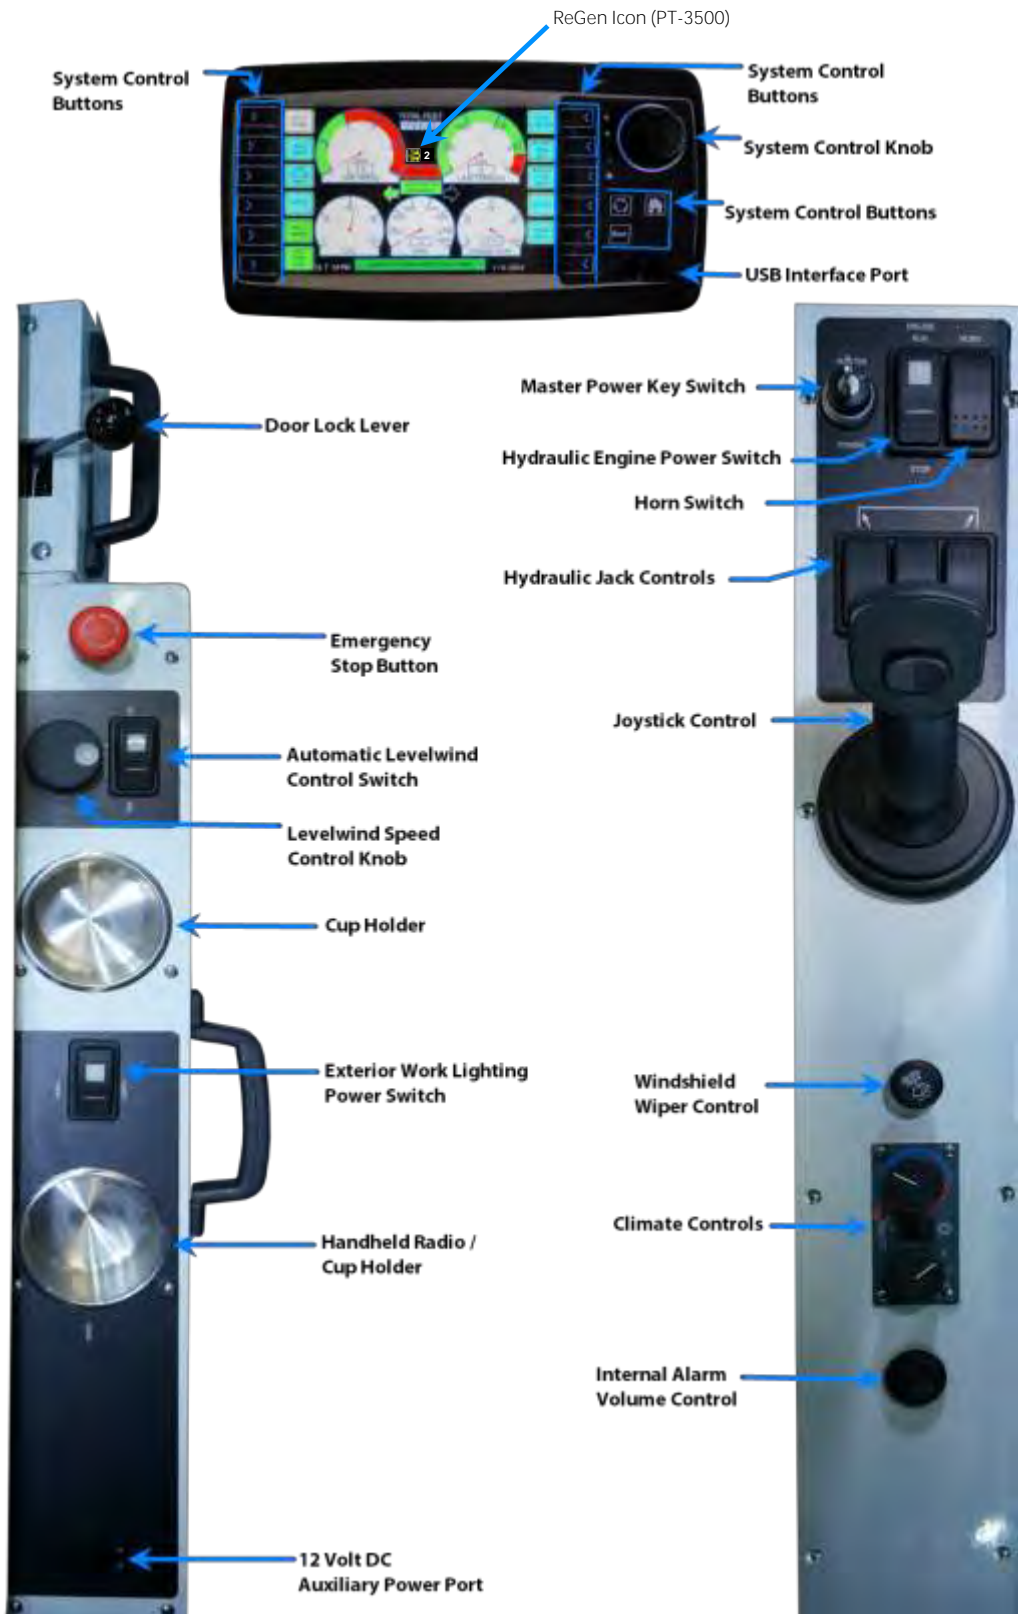 ReGen Icon (PT-3500)
System Control
Buttons
System Control
Buttons
System Control Knob
System Control Buttons
USB Interface Port
2
Door Lock Lever
Master Power Key Switch
Hydraulic Engine Power Switch
Horn Switch
Hydraulic Jack Controls
STOP
Emergency
Stop Button
Joystick Control
Automatic Levelwind
Control Switch
Levelwind Speed
Control Knob
Cup Holder
Exterior Work Lighting
Power Switch
Windshield
Wiper Control
Handheld Radio /
Cup Holder
Climate Controls
Internal Alarm
Volume Control
12 Volt DC
Auxiliary Power Port